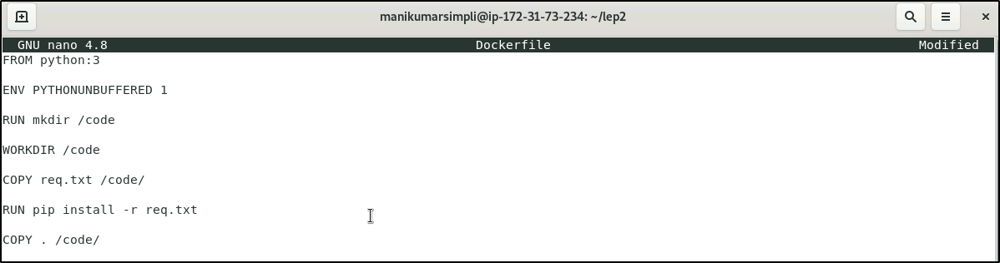 manikumarsimpli@ip-172-31-73-234: ~/lep2
GNU nano 4.8 Dockerfile Modified
FROM python:3
ENV PYTHONUNBUFFERED 1
RUN mkdir /code
WORKDIR /code
COPY req.txt /code/
RUN pip install -r req.txt
COPY . /code/